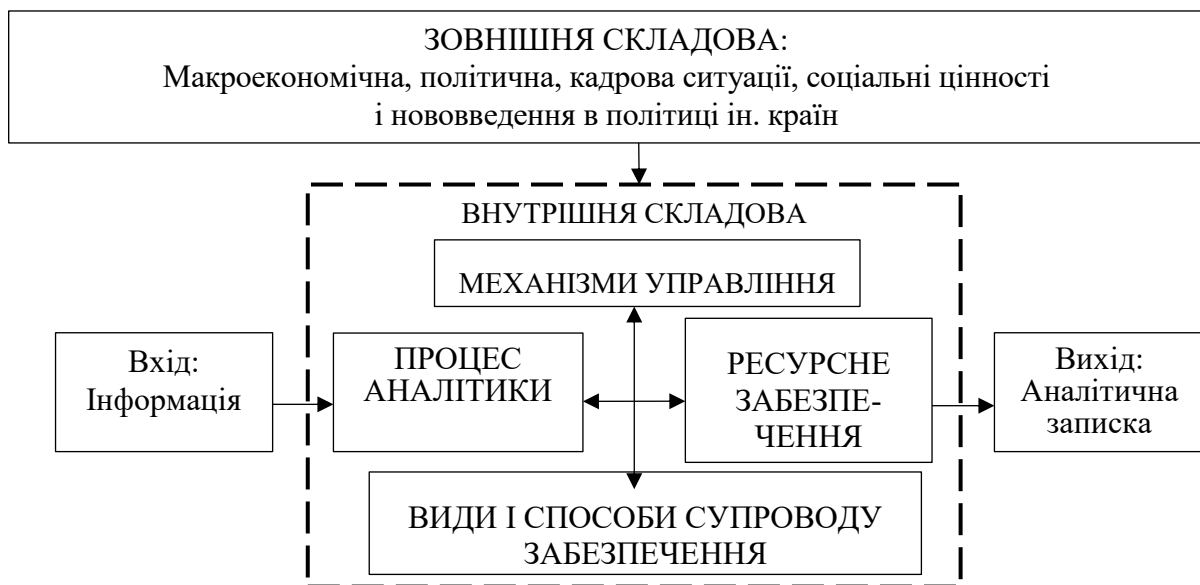 ЗОВНІШНЯ СКЛАДОВА:
Макроекономічна, політична, кадрова ситуації, соціальні цінності
і нововведення в політиці ін. країн
ВНУТРІШНЯ СКЛАДОВА
МЕХАНІЗМИ УПРАВЛІННЯ
Вхід:
Інформація
ПРОЦЕС
АНАЛІТИКИ
РЕСУРСНЕ
ЗАБЕЗПЕ-
ЧЕННЯ
Вихід:
Аналітична
записка
ВИДИ І СПОСОБИ СУПРОВОДУ
ЗАБЕЗПЕЧЕННЯ